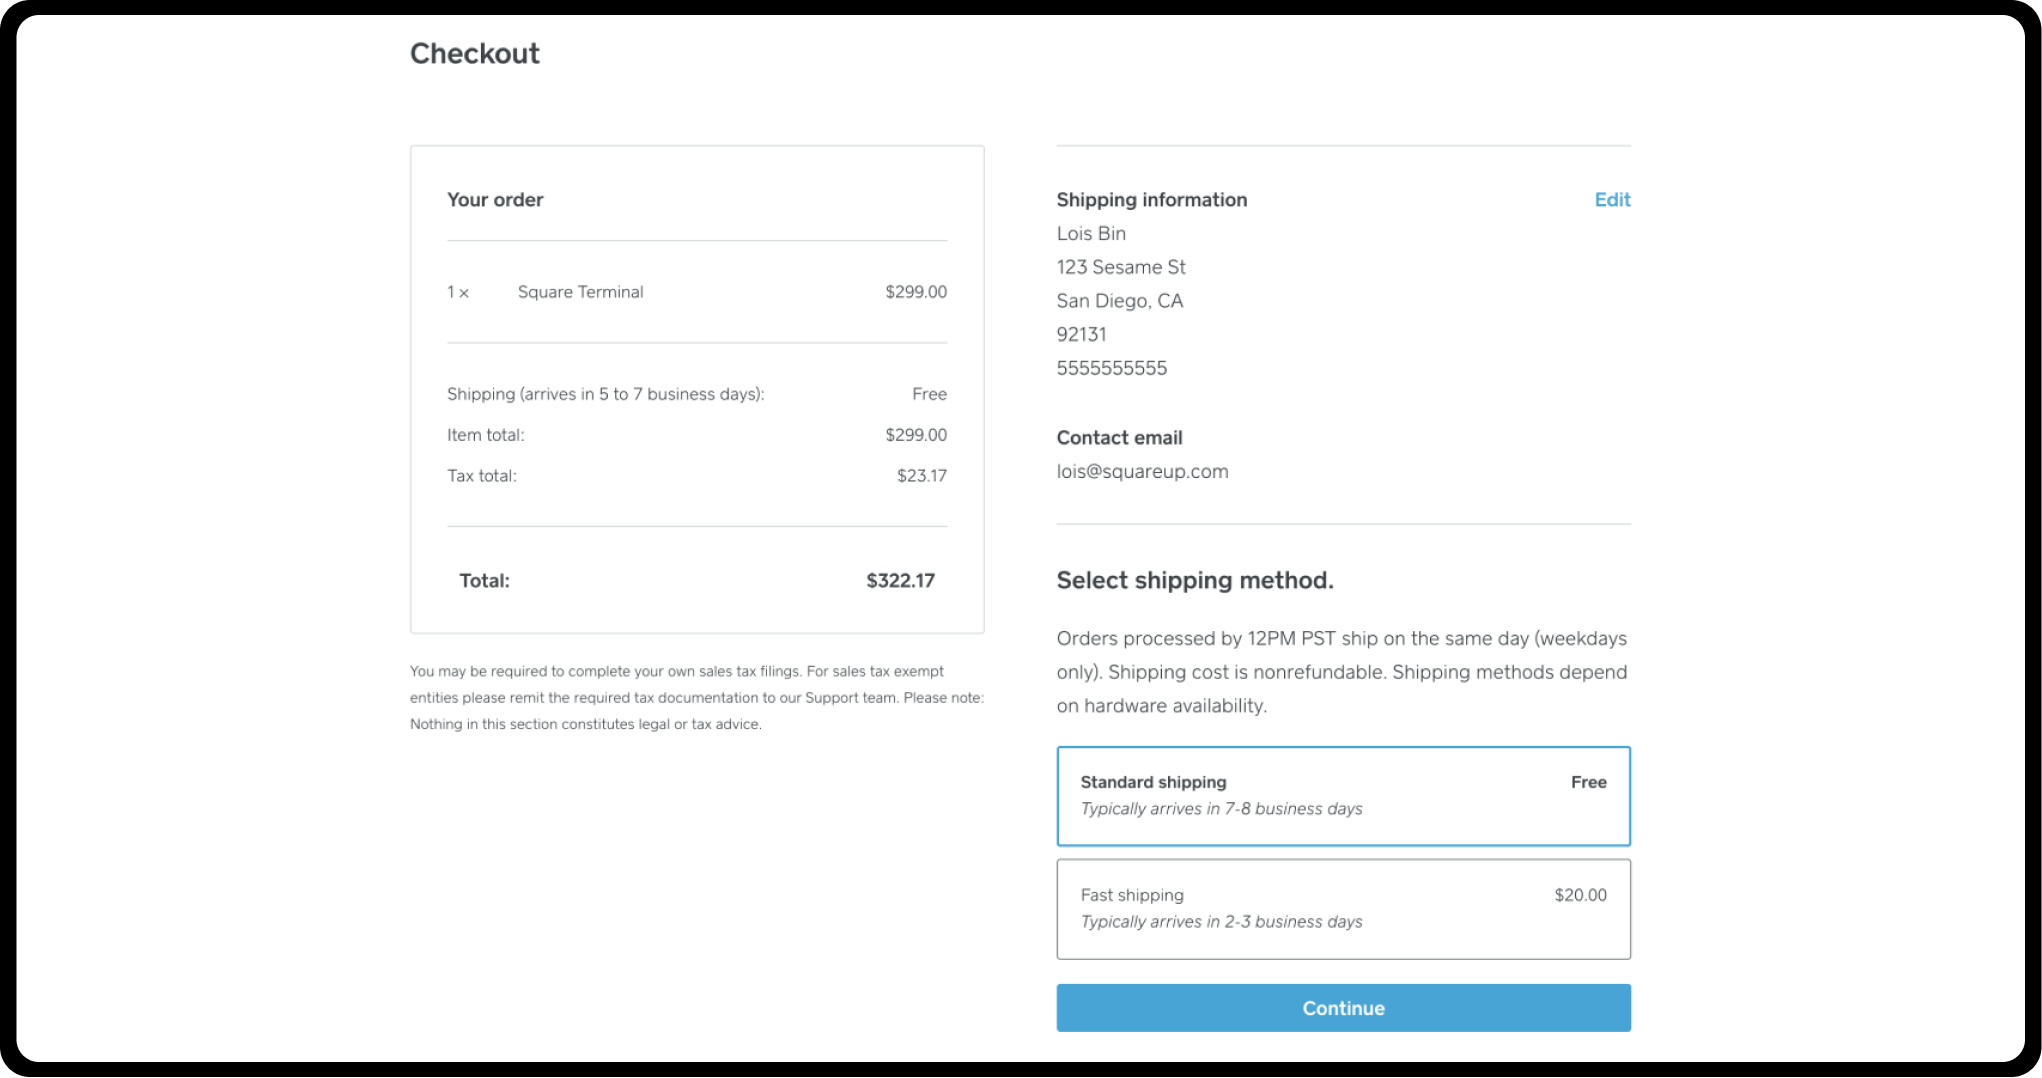 Checkout
Your order
1 x Square Terminal $299.00
Shipping (arrives in 5 to 7 business days): Free
Item total: $299.00
Tax total: $23.17
Total: $322.17
You may be required to complete your own sales tax filings. For sales tax exempt
entities please remit the required tax documentation to our Support team. Please note:
Nothing in this section constitutes legal or tax advice.
Shipping information Edit
Lois Bin
123 Sesame St
San Diego, CA
92131
5555555555
Contact email
lois@squareup.com
Select shipping method.
Orders processed by 12PM PST ship on the same day (weekdays
only). Shipping cost is nonrefundable. Shipping methods depend
on hardware availability.
Standard shipping Free
Typically arrives in 7-8 business days
Fast shipping $20.00
Typically arrives in 2-3 business days
Continue